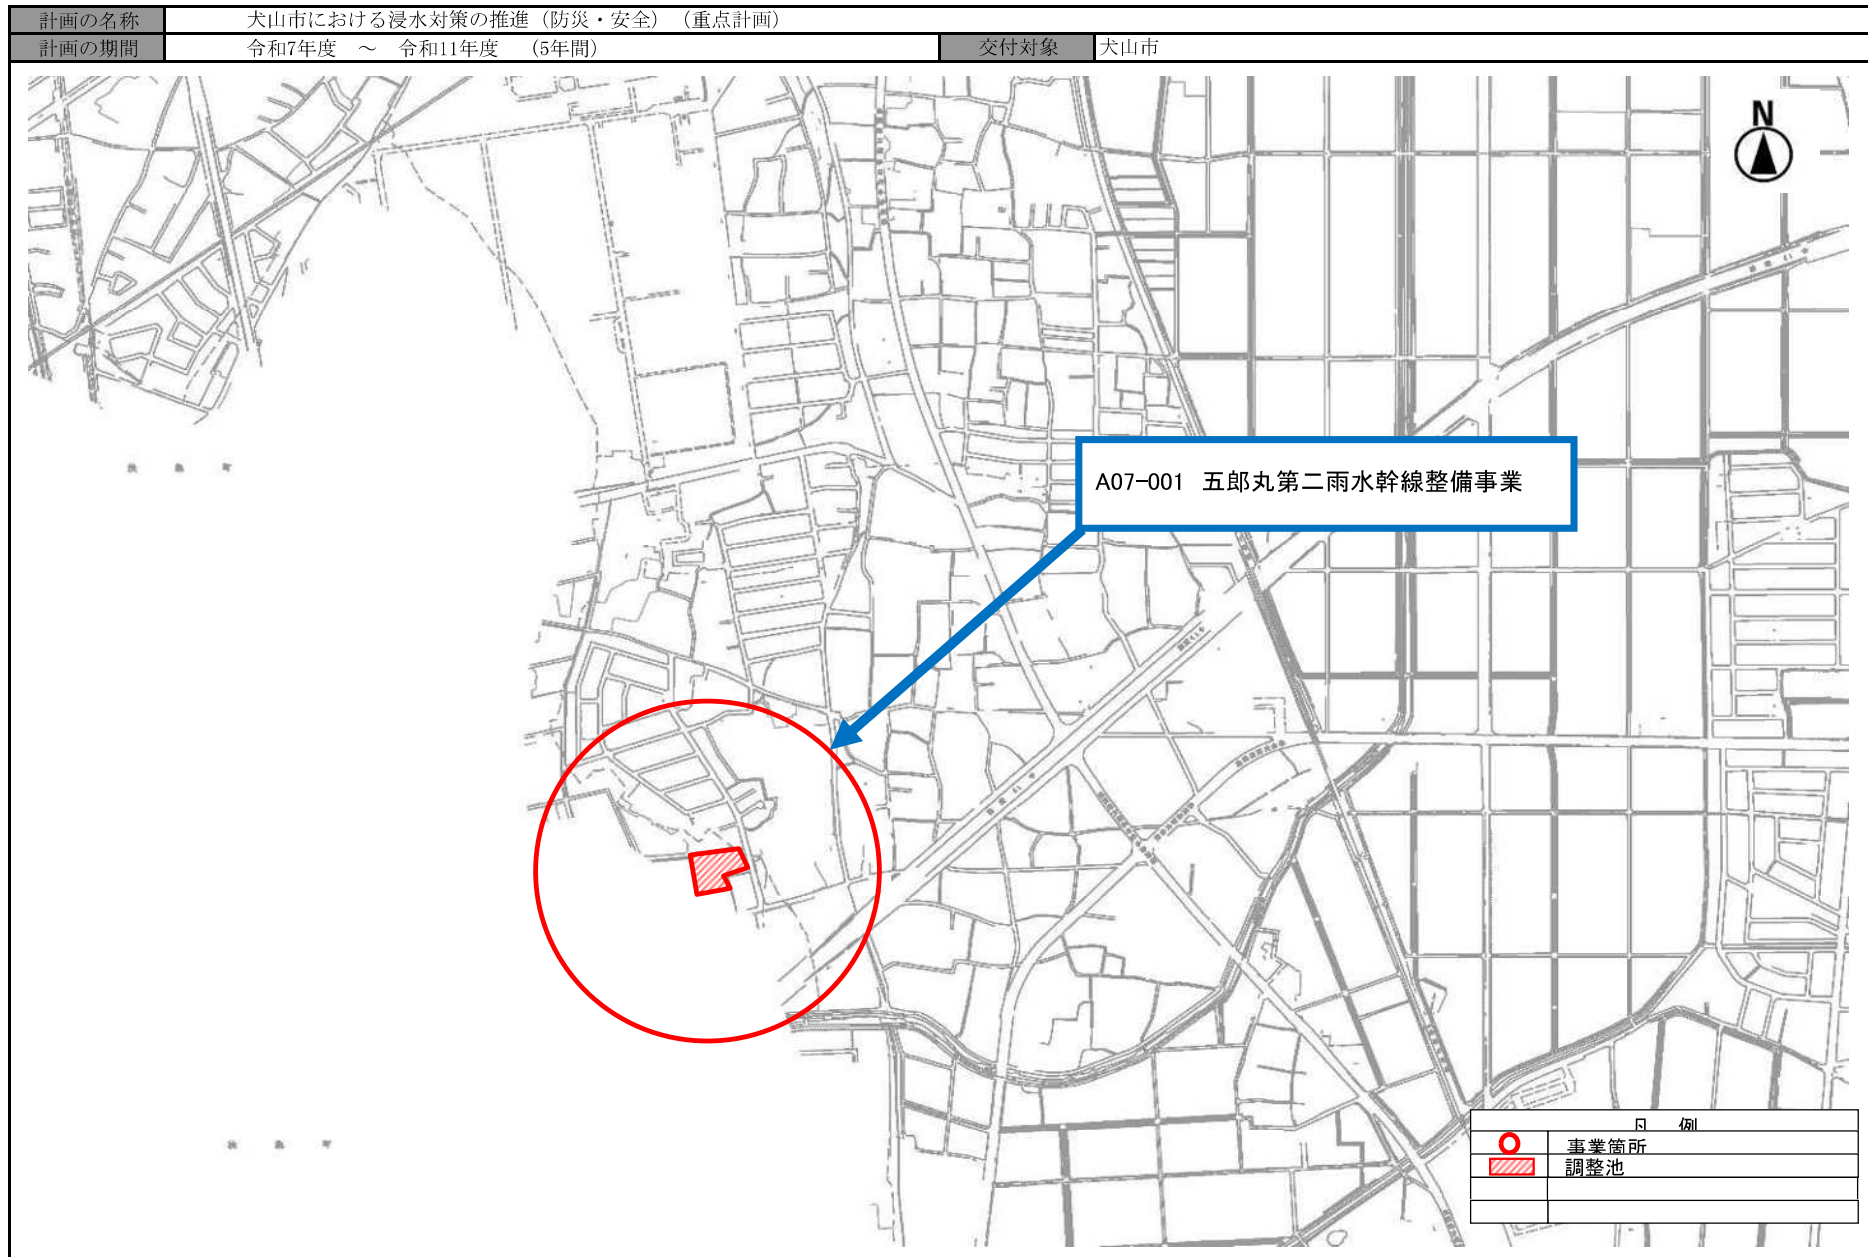 計画の名称 犬山市における浸水対策の推進（防災・安全）（重点計画）
計画の期間 令和7年度 ～ 令和11年度 （5年間） 交付対象 犬山市
N
A07-001 五郎丸第二雨水幹線整備事業
凡 例
事業箇所
調整池